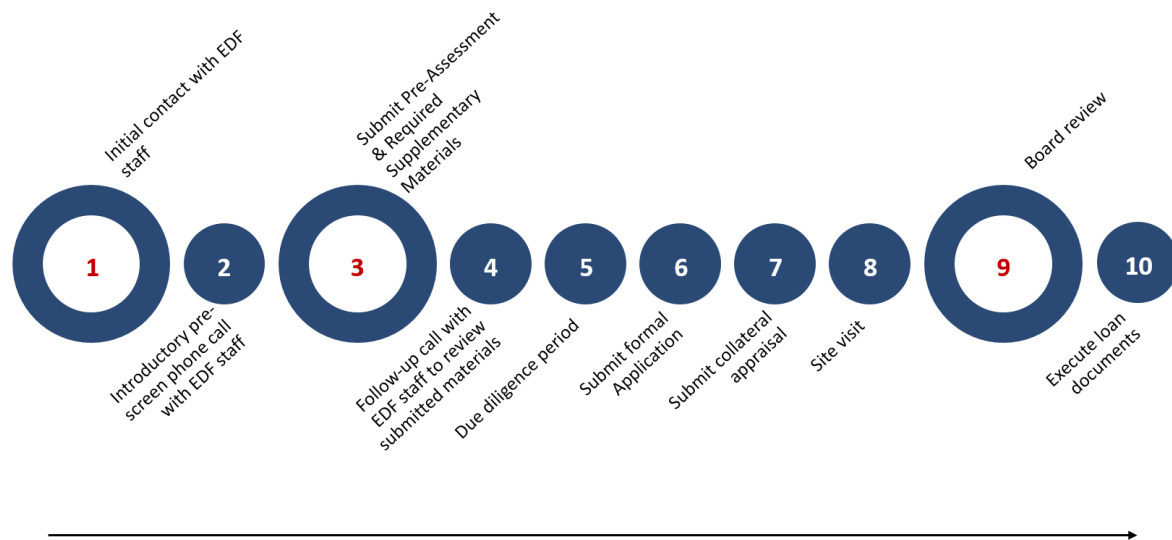 1
Initial contact with EDF
staff
2
Introductory pre-
screen phone call
with EDF staff
3
Submit Pre-Assessment
& Required
Supplementary
Materials
4
Follow-up call with
EDF staff to review
submitted materials
5
Due diligence period
6
Submit formal
Application
7
Submit collateral
appraisal
8
Site visit
9
Board review
10
Execute loan
documents